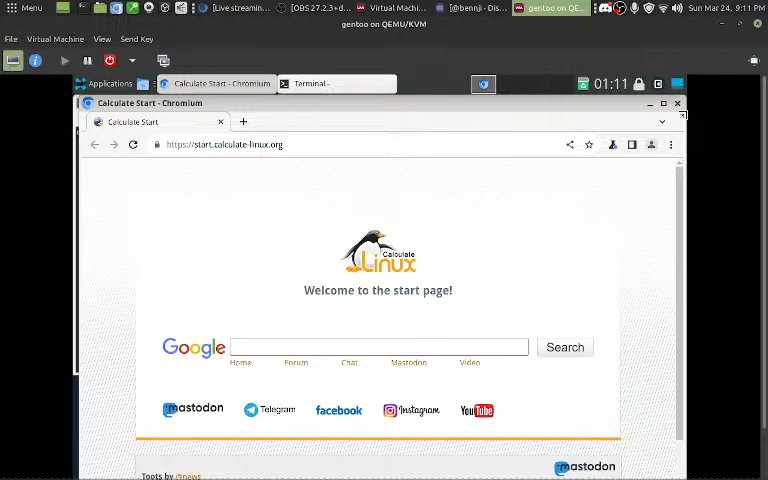 Menu [Live streamin... [OBS 27.2.3+d... Virtual Machi... [@bennji - Dis... gentoo on QE... Sun Mar 24, 9:11 PM
gentoo on QEMU/KVM
File Virtual Machine View Send Key
Applications Calculate Start - Chromium Terminal - 01:11
Calculate Start - Chromium
Calculate Start
https://start.calculate-linux.org
Calculate
Linux
Welcome to the start page!
Google Search
Home Forum Chat Mastodon Video
mastodon Telegram facebook Instagram YouTube
mastodon
Toots by @news